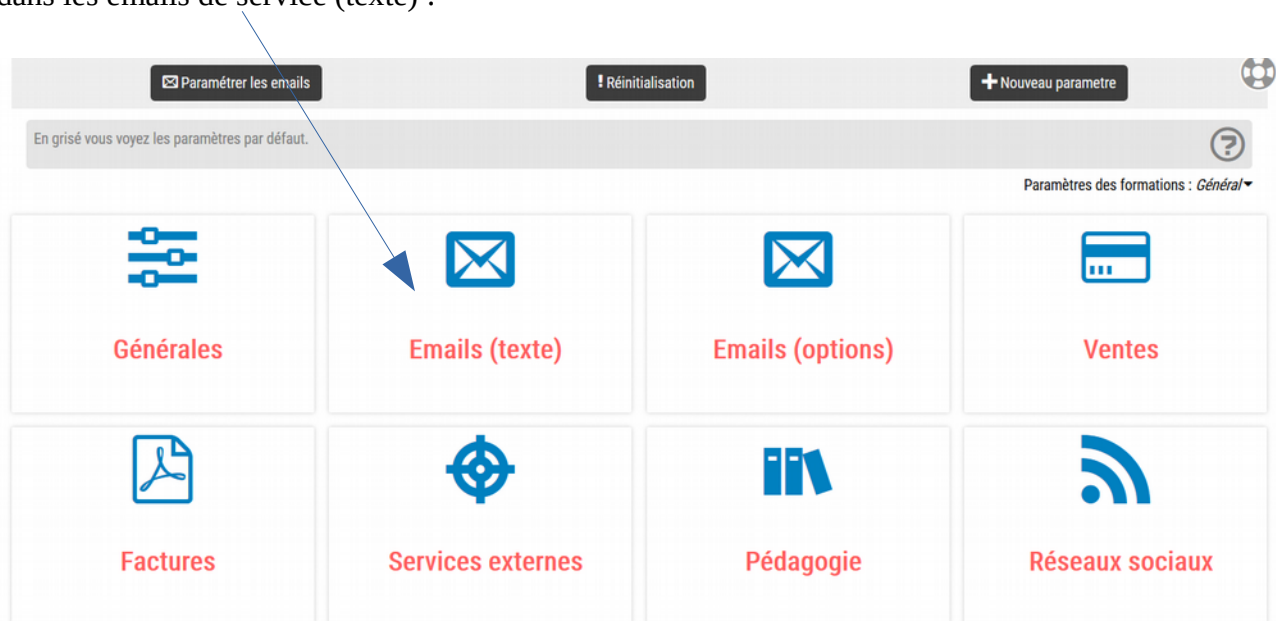 dans les emails de service (texte) :
Paramétrer les emails
Réinitialisation
Nouveau parametre
En grisé vous voyez les paramètres par défaut.
Paramètres des formations : Général
Générales
Emails (texte)
Emails (options)
Ventes
Factures
Services externes
Pédagogie
Réseaux sociaux